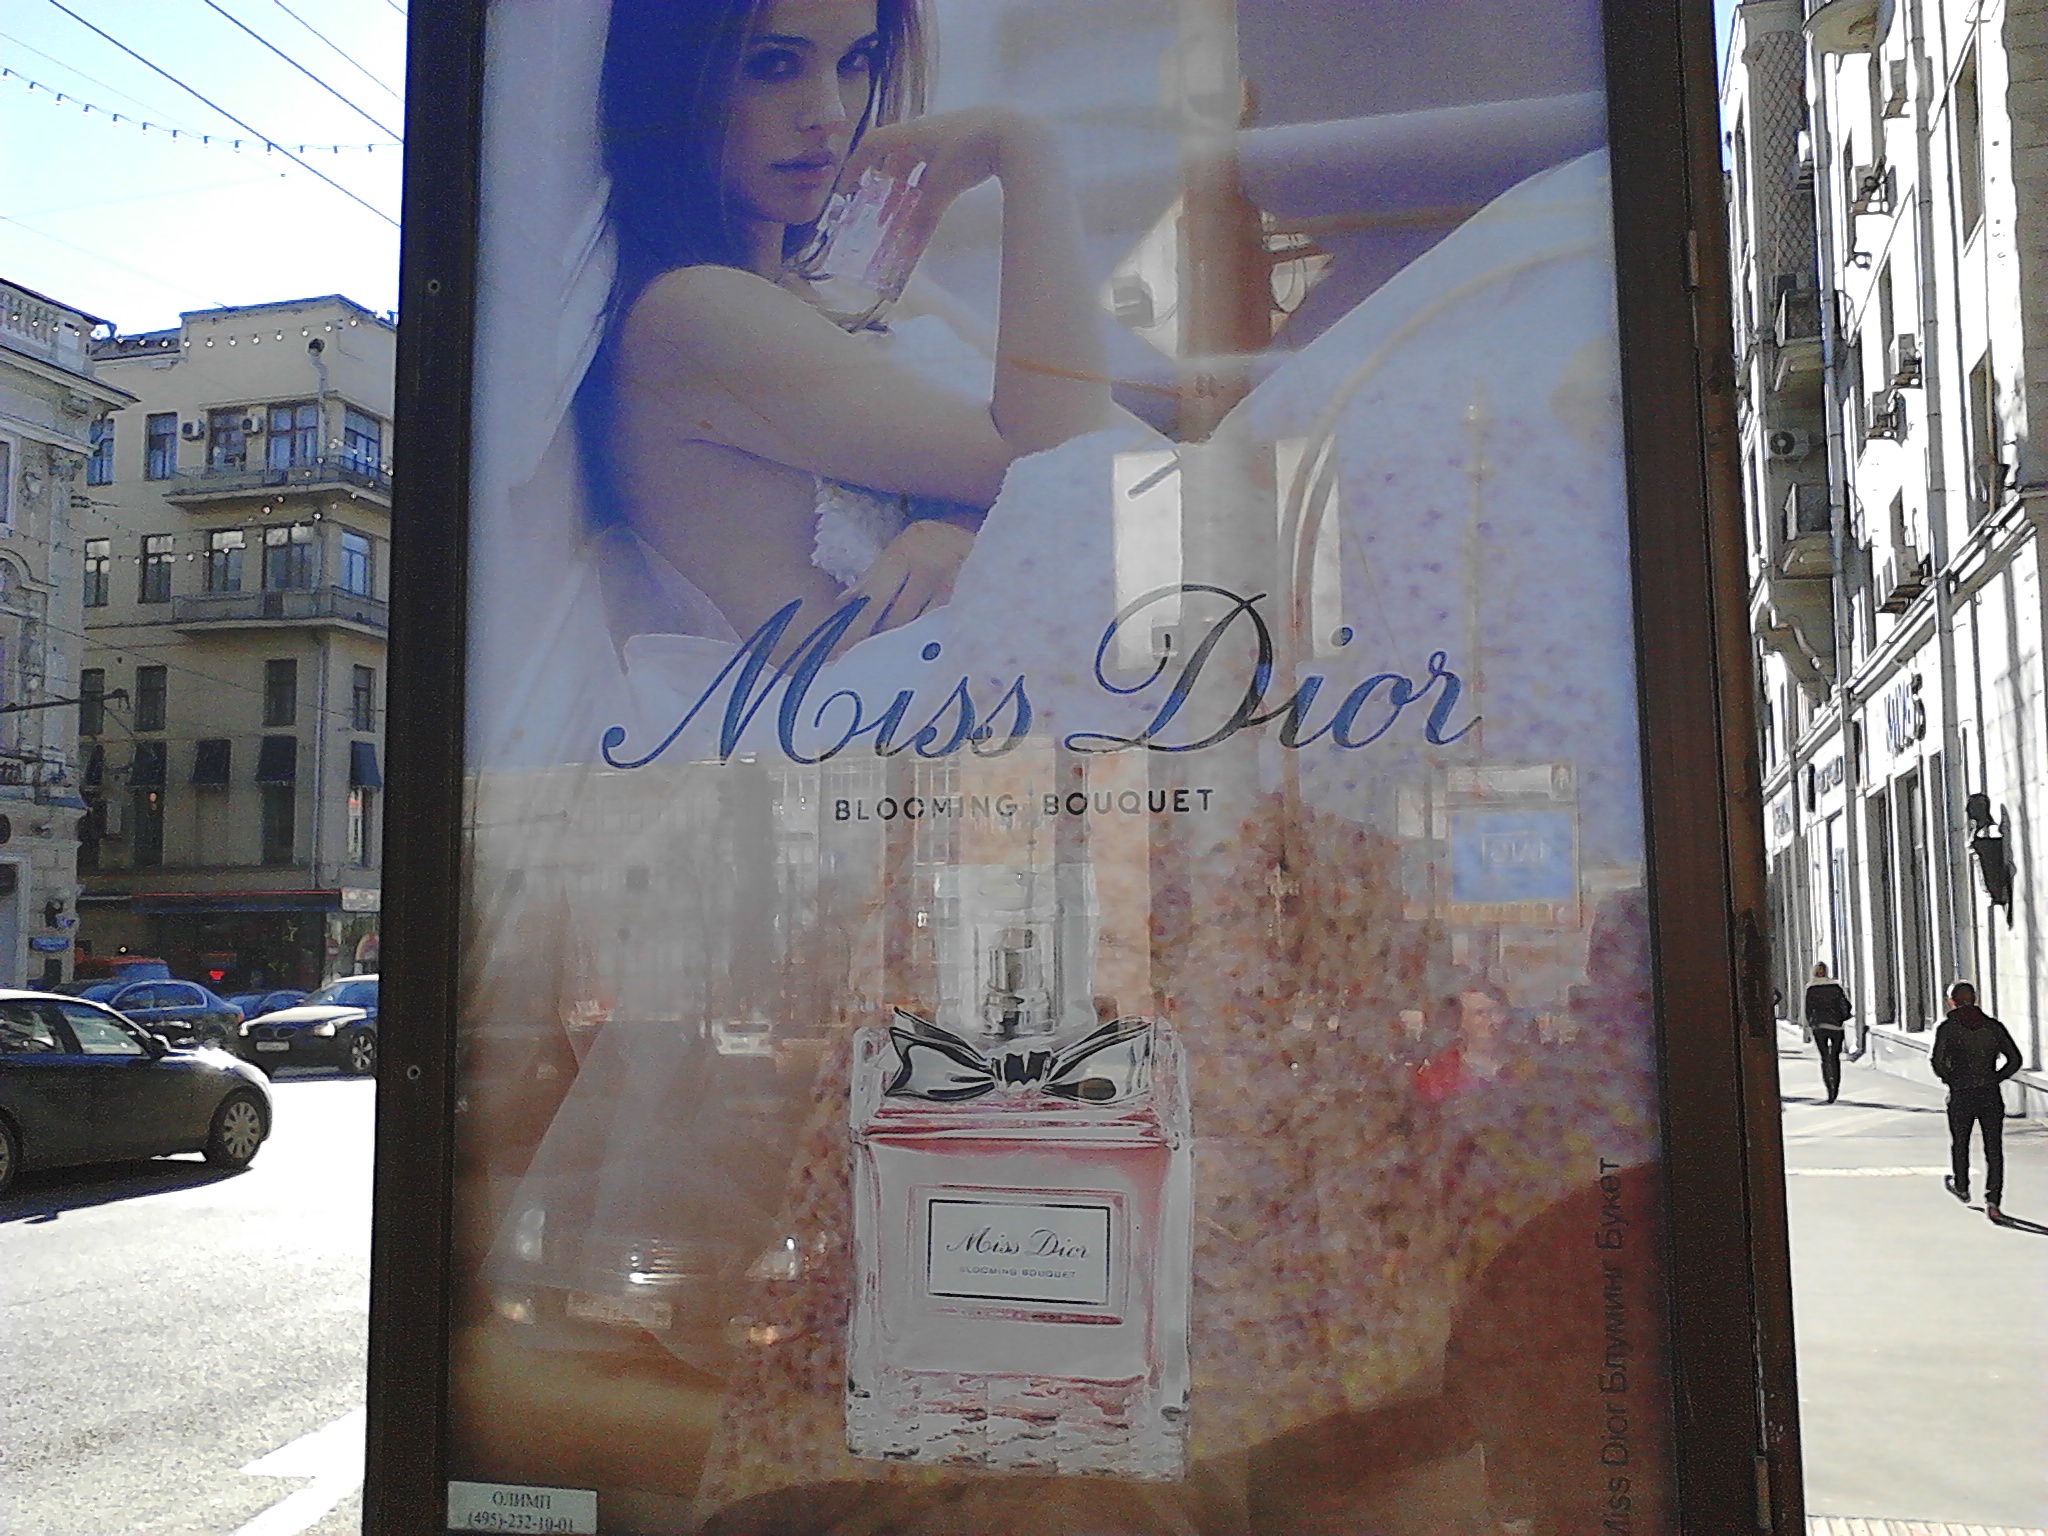 Miss Dior
BLOOMING BOUQUET
Miss Dior
BLOOMING BOUQUET
Miss Dior Блуминг Букет
ОЛИМП
(495)-232-10-01